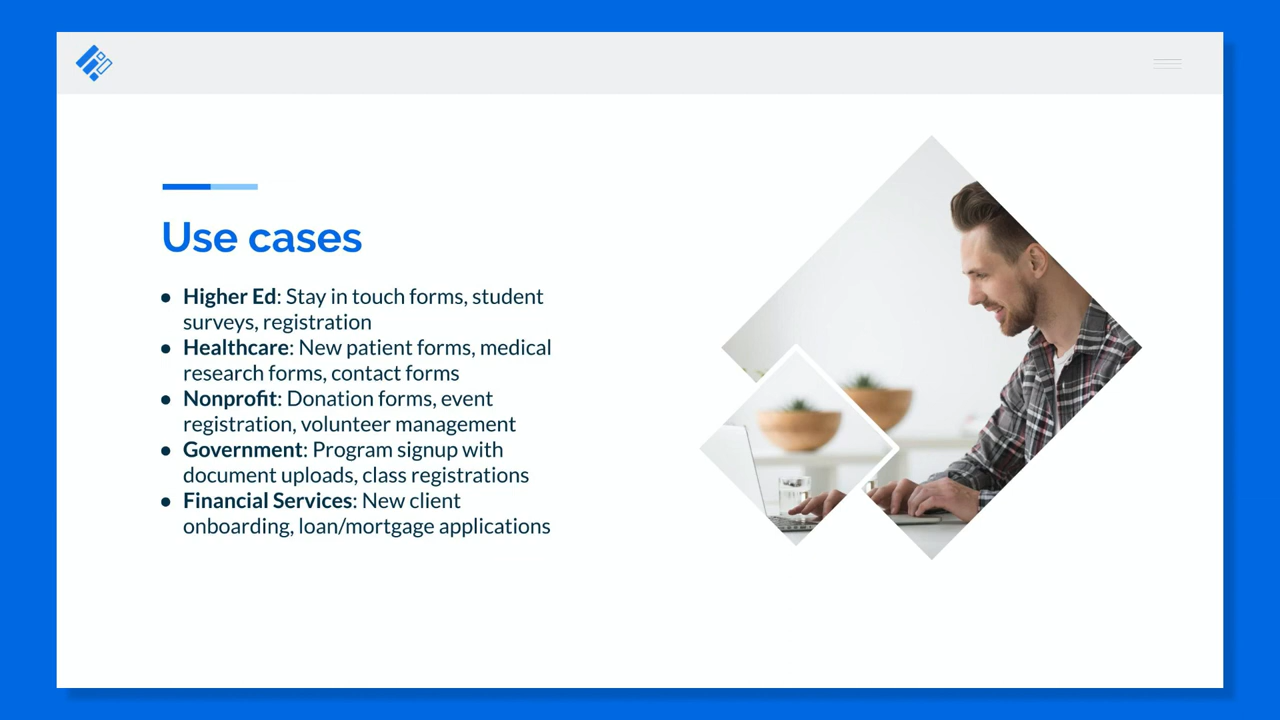 Use cases
● Higher Ed: Stay in touch forms, student
surveys, registration
● Healthcare: New patient forms, medical
research forms, contact forms
● Nonprofit: Donation forms, event
registration, volunteer management
● Government: Program signup with
document uploads, class registrations
● Financial Services: New client
onboarding, loan/mortgage applications